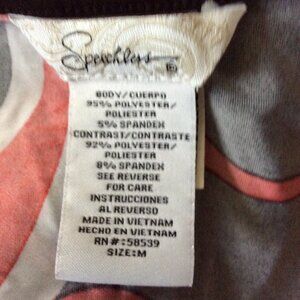 BODY/CUERPO
95% POLYESTER/
POLIESTER
5% SPANDEX
CONTRAST/CONTRASTE
92% POLYESTER/
POLIESTER
8% SPANDEX
SEE REVERSE
FOR CARE
INSTRUCCIONES
AL REVERSO
MADE IN VIETNAM
HECHO EN VIETNAM
RN#:58539
SIZE:M